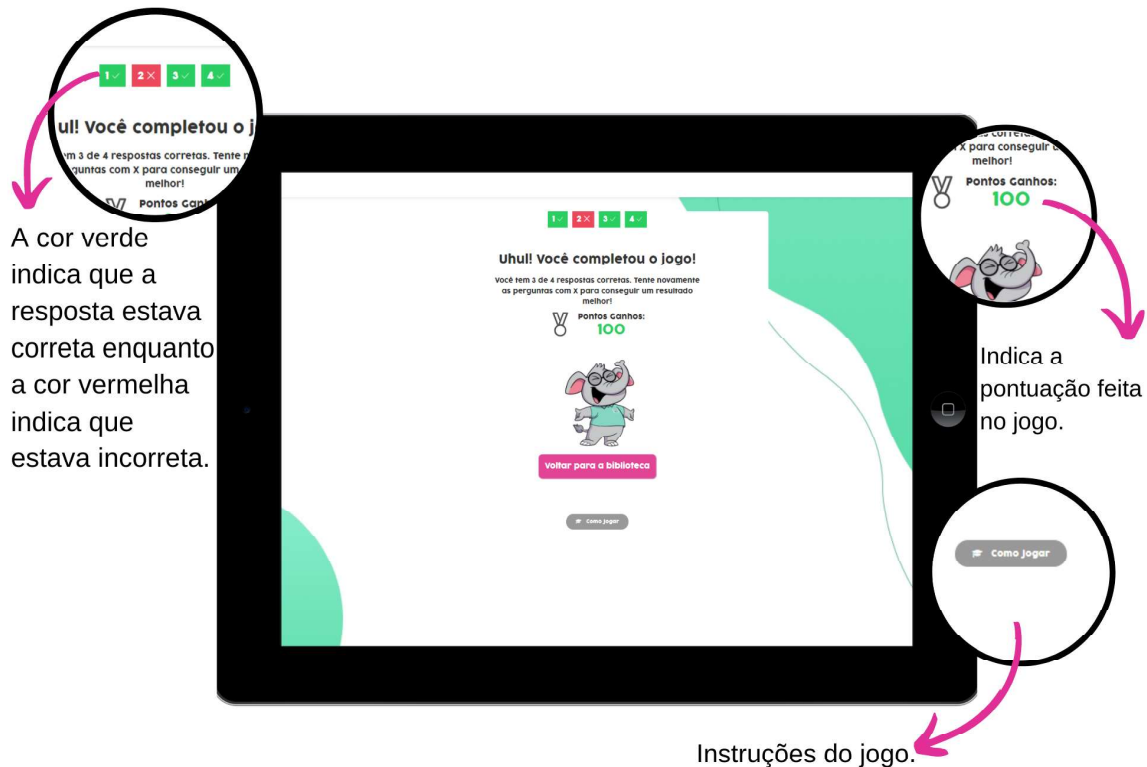 1 2 3 4
ul! Você completou o j
em 3 de 4 respostas corretas. Tente n
guntas com X para conseguir um
melhor!
Pontos Ganh
A cor verde
indica que a
resposta estava
correta enquanto
a cor vermelha
indica que
estava incorreta.
1 2 3 4
Uhul! Você completou o jogo!
Você tem 3 de 4 respostas corretas. Tente novamente
as perguntas com X para conseguir um resultado
melhor!
Pontos Ganhos:
100
Voltar para a biblioteca
Como Jogar
corretas.
X para conseguir
melhor!
Pontos Ganhos:
100
Indica a
pontuação feita
no jogo.
Como Jogar
Instruções do jogo.